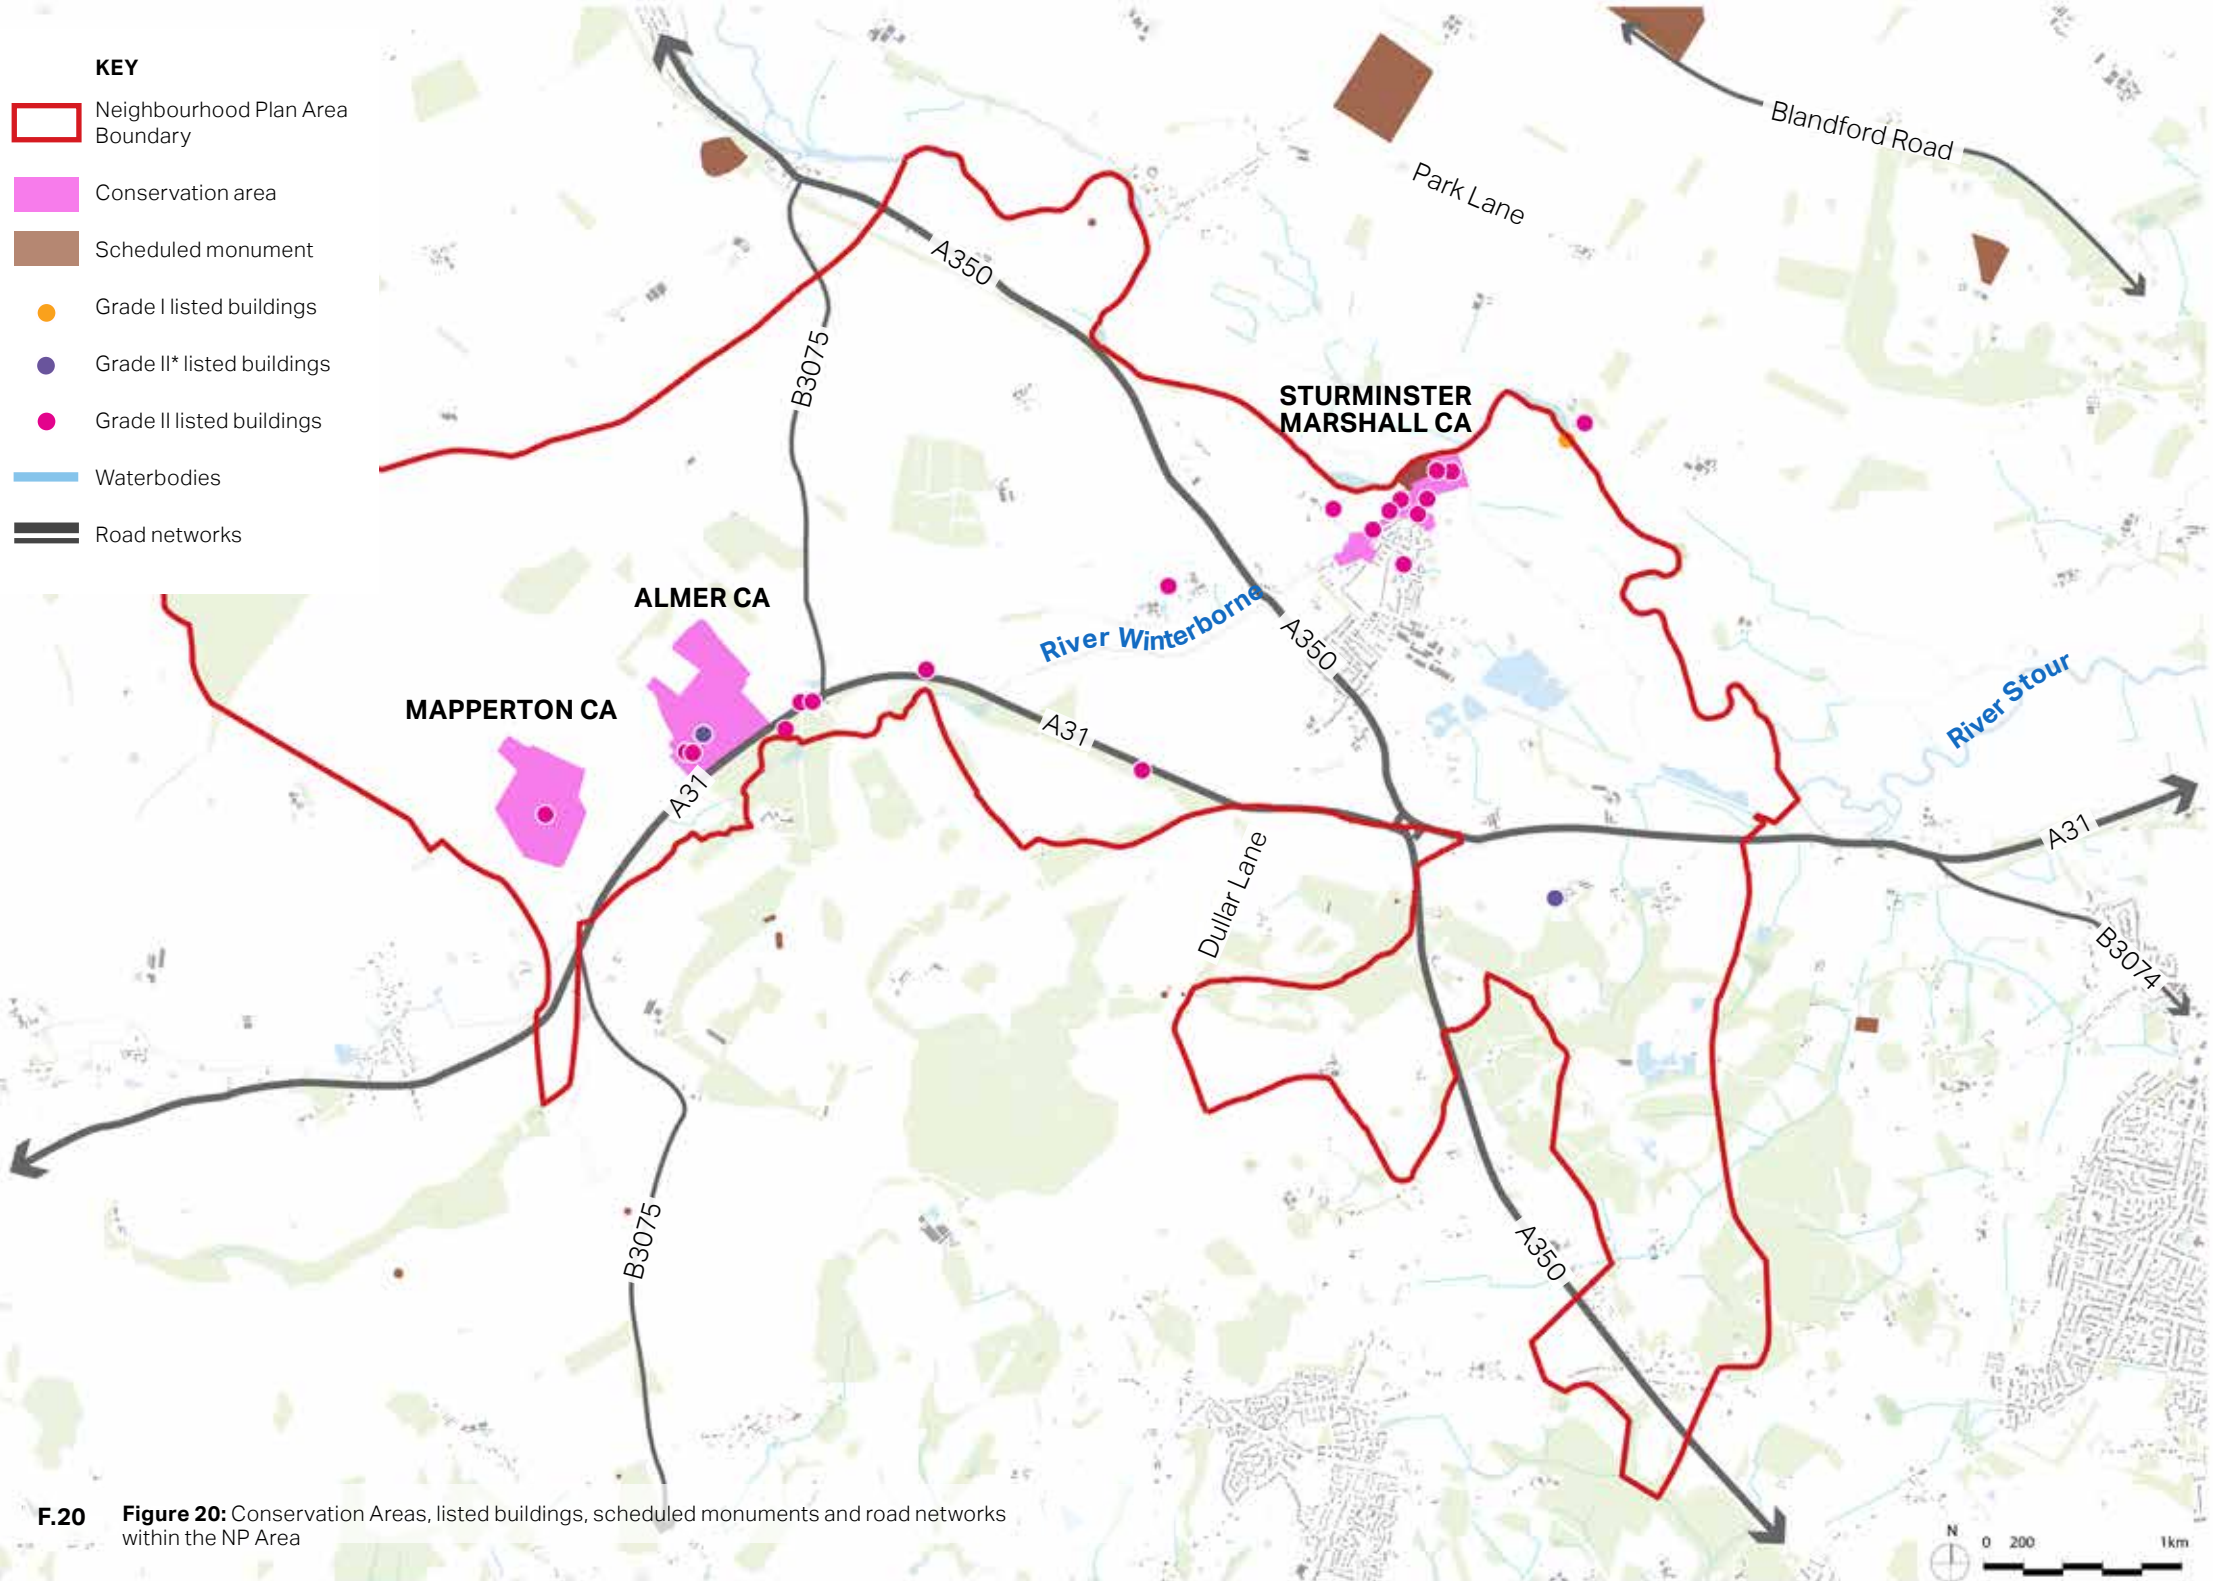 KEY
Neighbourhood Plan Area
Boundary
Conservation area
Scheduled monument
Grade I listed buildings
Grade II* listed buildings
Grade II listed buildings
Waterbodies
Road networks
Blandford Road
Park Lane
A350
B3075
STURMINSTER
MARSHALL CA
ALMER CA
River Winterborne
A350
MAPPERTON CA
River Stour
A31
A31
A31
Dullar Lane
B3074
B3075
A350
F.20
Figure 20: Conservation Areas, listed buildings, scheduled monuments and road networks
within the NP Area
N
0 200 1km